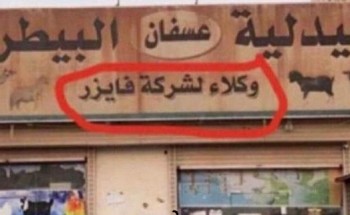 يدلية عسفان البيطر
وكلاء لشركة فايزر